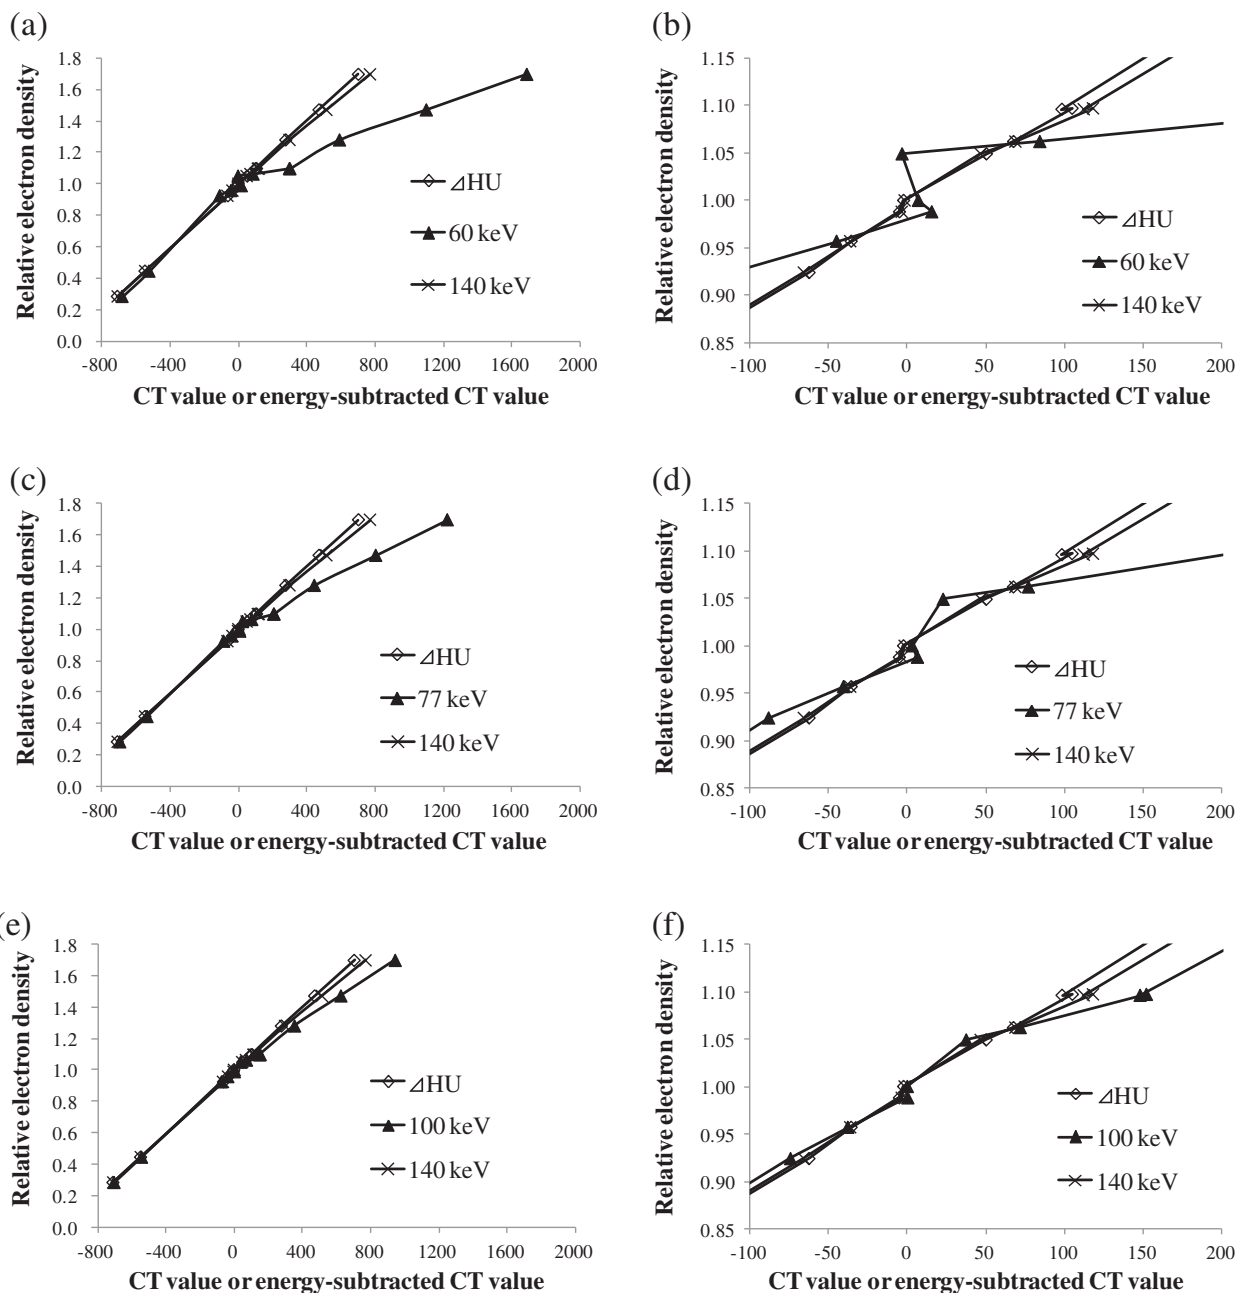 (a)
Relative electron density
1.8
1.6
1.4
1.2
1.0
0.8
0.6
0.4
0.2
0.0
⊿HU
60 keV
140 keV
-800 -400 0 400 800 1200 1600 2000
CT value or energy-subtracted CT value
(b)
Relative electron density
1.15
1.10
1.05
1.00
0.95
0.90
0.85
⊿HU
60 keV
140 keV
-100 -50 0 50 100 150 200
CT value or energy-subtracted CT value
(c)
Relative electron density
1.8
1.6
1.4
1.2
1.0
0.8
0.6
0.4
0.2
0.0
⊿HU
77 keV
140 keV
-800 -400 0 400 800 1200 1600 2000
CT value or energy-subtracted CT value
(d)
Relative electron density
1.15
1.10
1.05
1.00
0.95
0.90
0.85
⊿HU
77 keV
140 keV
-100 -50 0 50 100 150 200
CT value or energy-subtracted CT value
(e)
Relative electron density
1.8
1.6
1.4
1.2
1.0
0.8
0.6
0.4
0.2
0.0
⊿HU
100 keV
140 keV
-800 -400 0 400 800 1200 1600 2000
CT value or energy-subtracted CT value
(f)
Relative electron density
1.15
1.10
1.05
1.00
0.95
0.90
0.85
⊿HU
100 keV
140 keV
-100 -50 0 50 100 150 200
CT value or energy-subtracted CT value